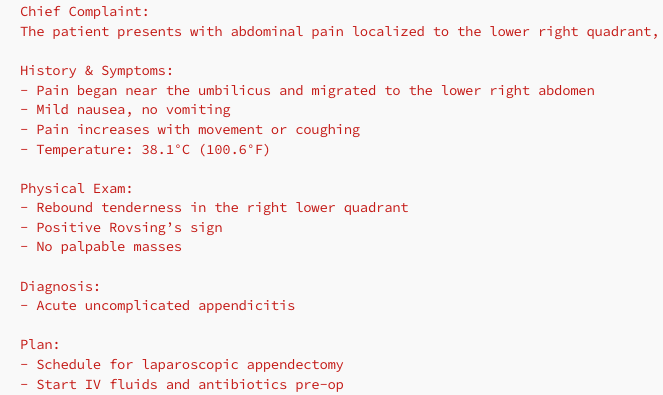 Chief Complaint:
The patient presents with abdominal pain localized to the lower right quadrant,
History & Symptoms:
- Pain began near the umbilicus and migrated to the lower right abdomen
- Mild nausea, no vomiting
- Pain increases with movement or coughing
- Temperature: 38.1°C (100.6°F)
Physical Exam:
- Rebound tenderness in the right lower quadrant
- Positive Rovsing’s sign
- No palpable masses
Diagnosis:
- Acute uncomplicated appendicitis
Plan:
- Schedule for laparoscopic appendectomy
- Start IV fluids and antibiotics pre-op